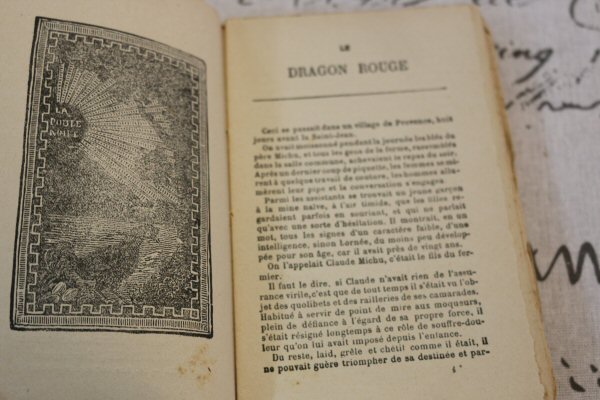 LA
POULE
NOIRE
LE
DRAGON ROUGE
Ceci se passait dans un village de Provence, huit
jours avant la Saint-Jean.
On avait moissonné pendant la journée les blés du
père Michu, et tous les gens de la ferme, rassemblés
dans la salle commune, achevaient le repas du soir.
Après un dernier coup de piquette, les femmes se mi-
rent à quelque travail de couture, les hommes allu-
mèrent leur pipe et la conversation s'engagea
Parmi les assistants se trouvait un jeune garçon
à la mine naïve, à l'air timide, que les filles re-
gardaient parfois en souriant, et qui ne parlait
qu'avec une sorte d'hésitation. Il montrait, en un
mot, tous les signes d'un caractère faible, d'une
intelligence, sinon bornée, du moins peu dévelop-
pée pour son âge, car il avait près de vingt ans.
On l'appelait Claude Michu, c'était le fils du fer-
mier.
Il faut le dire, si Claude n'avait rien de l'assu-
rance virile, c'est que de tout temps il s'était vu l'ob-
jet des quolibets et des railleries de ses camarades.
Habitué à servir de point de mire aux moqueurs,
plein de défiance à l'égard de sa propre force, il
s'était résigné longtemps à ce rôle de souffre-dou-
leur qu'on lui avait imposé depuis l'enfance.
Du reste, laid, grêle et chétif comme il était, il
ne pouvait guère triompher de sa destinée et par-